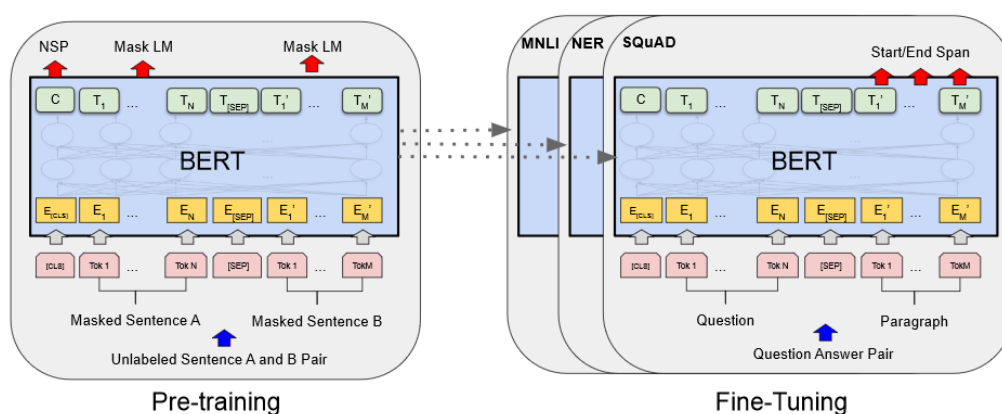 NSP Mask LM Mask LM
C T1 ... TN T[SEP] T1' ... TM'
...
BERT
...
E[CLS] E1 ... EN E[SEP] E1' ... EM'
[CLS] Tok 1 ... Tok N [SEP] Tok 1 ... TokM
Masked Sentence A Masked Sentence B
Unlabeled Sentence A and B Pair
Pre-training
MNLI NER SQuAD
Start/End Span
C T1 ... TN T[SEP] T1' ... TM'
...
BERT
...
E[CLS] E1 ... EN E[SEP] E1' ... EM'
[CLS] Tok 1 ... Tok N [SEP] Tok 1 ... TokM
Question Paragraph
Question Answer Pair
Fine-Tuning